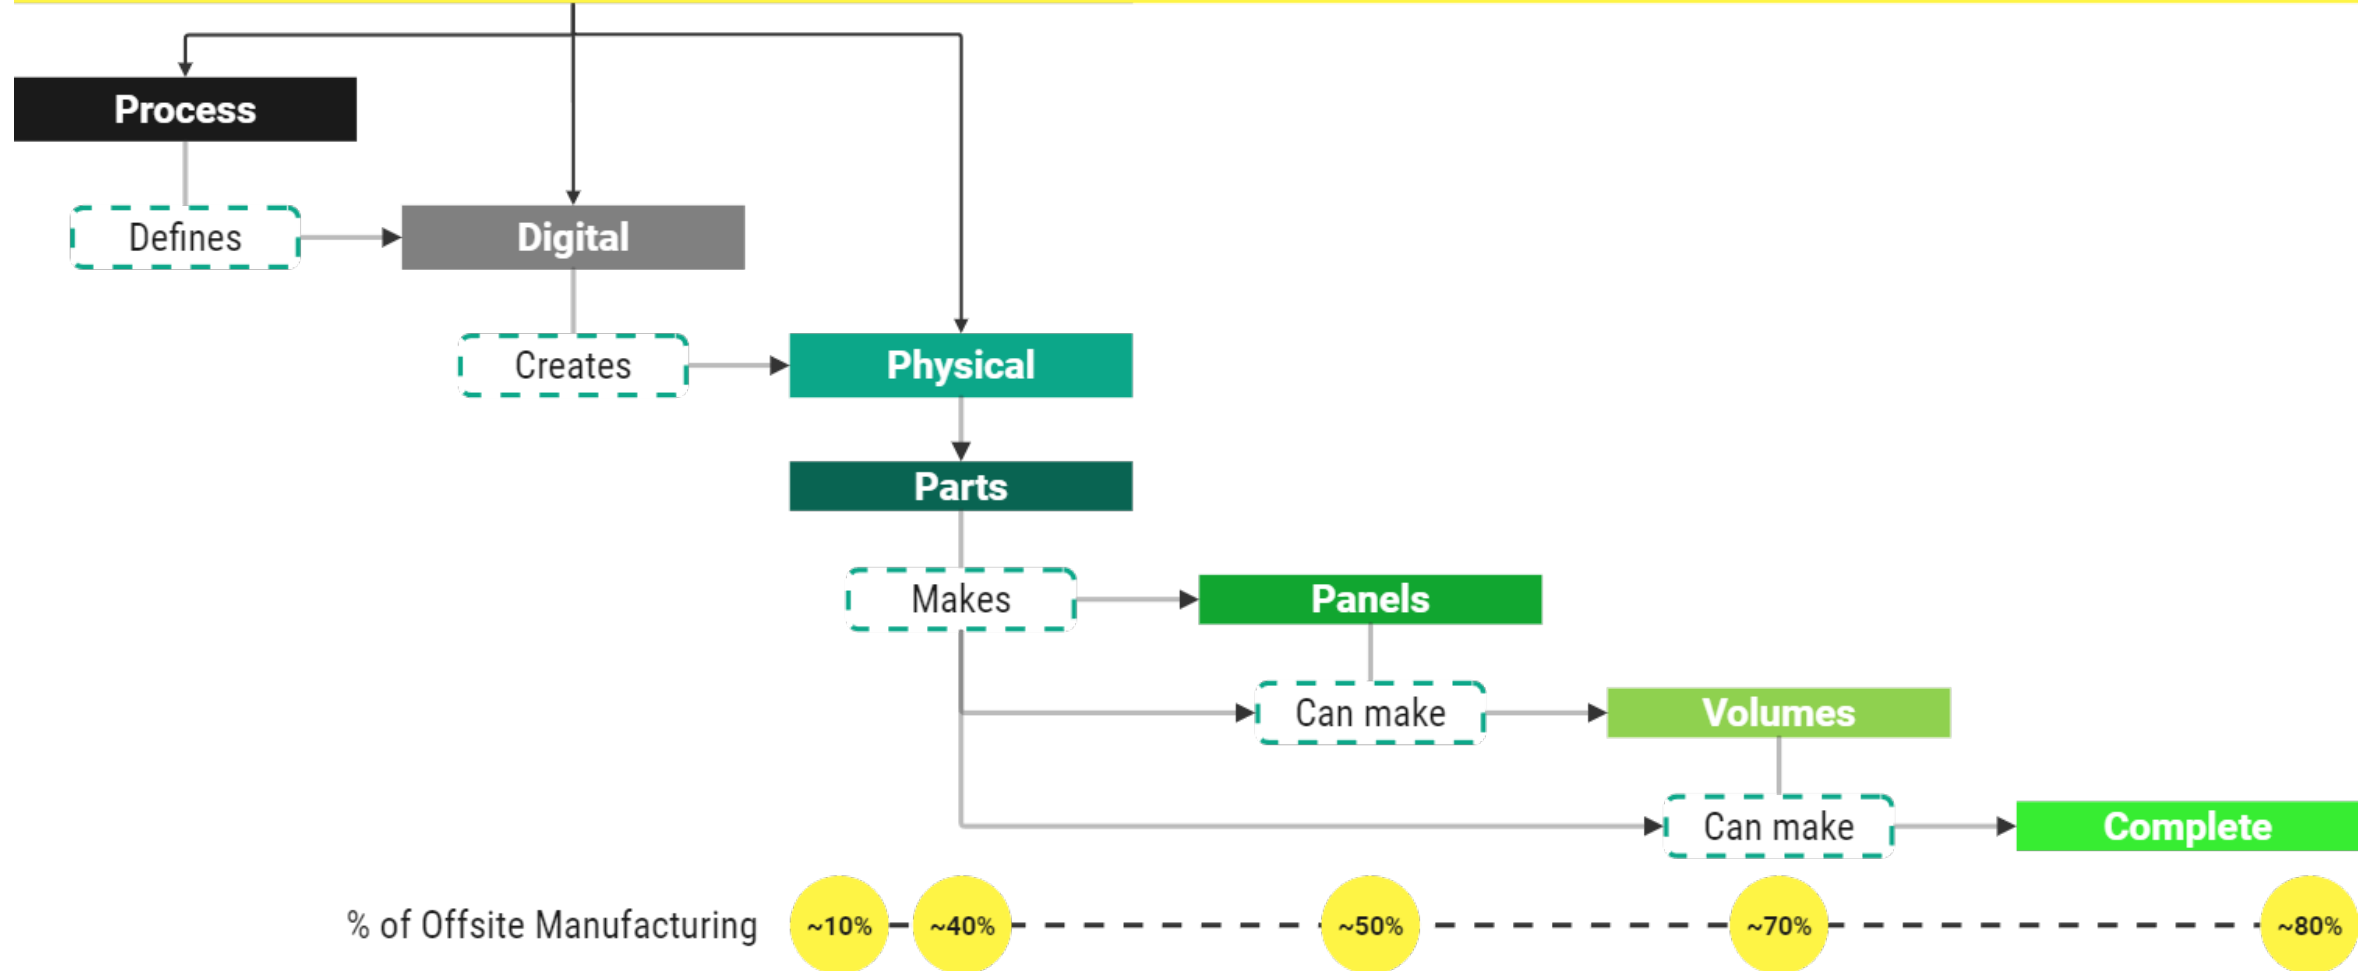 Process
Defines
Digital
Creates
Physical
Parts
Makes
Panels
Can make
Volumes
Can make
Complete
% of Offsite Manufacturing
~10%
~40%
~50%
~70%
~80%